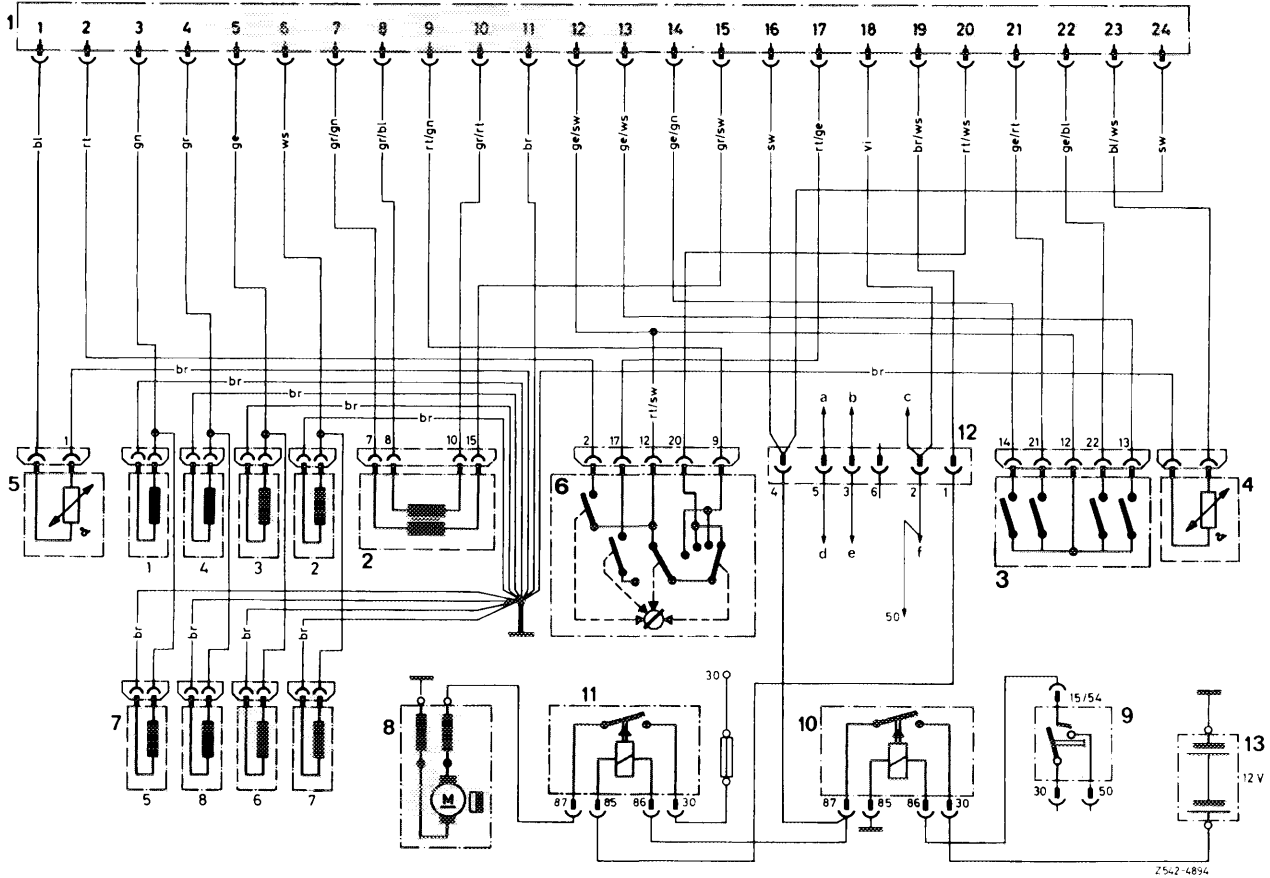 1
1 2 3 4 5 6 7 8 9 10 11 12 13 14 15 16 17 18 19 20 21 22 23 24
bl rt gn gr ge ws gr/gn gr/bl rt/gn gr/rt br ge/sw ge/ws ge/gn gr/sw sw rt/ge vi br/ws rt/ws ge/rt ge/bl bl/ws sw
br br
br
br rt/sw
br a b c
br
1 7 8 10 15 2 17 12 20 9 12 14 21 12 22 13
5 6 4 5 3 6 2 1 4
d e f
1 4 3 2 2 3
50
br br br br
30
11 15/54
7 8 10 9 13
12 V
5 8 6 7 M 87 85 86 30 87 85 86 30 30 50
Z542-4894